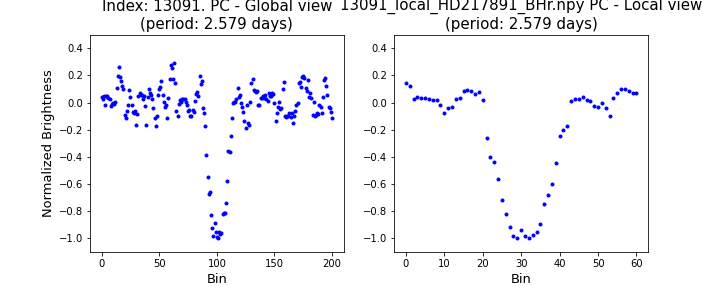 Index: 13091. PC - Global view
(period: 2.579 days)
13091_local_HD217891_BHr.npy PC - Local view
(period: 2.579 days)
Normalized Brightness
0.4
0.2
0.0
−0.2
−0.4
−0.6
−0.8
−1.0
0 50 100 150 200
Bin
0.4
0.2
0.0
−0.2
−0.4
−0.6
−0.8
−1.0
0 10 20 30 40 50 60
Bin